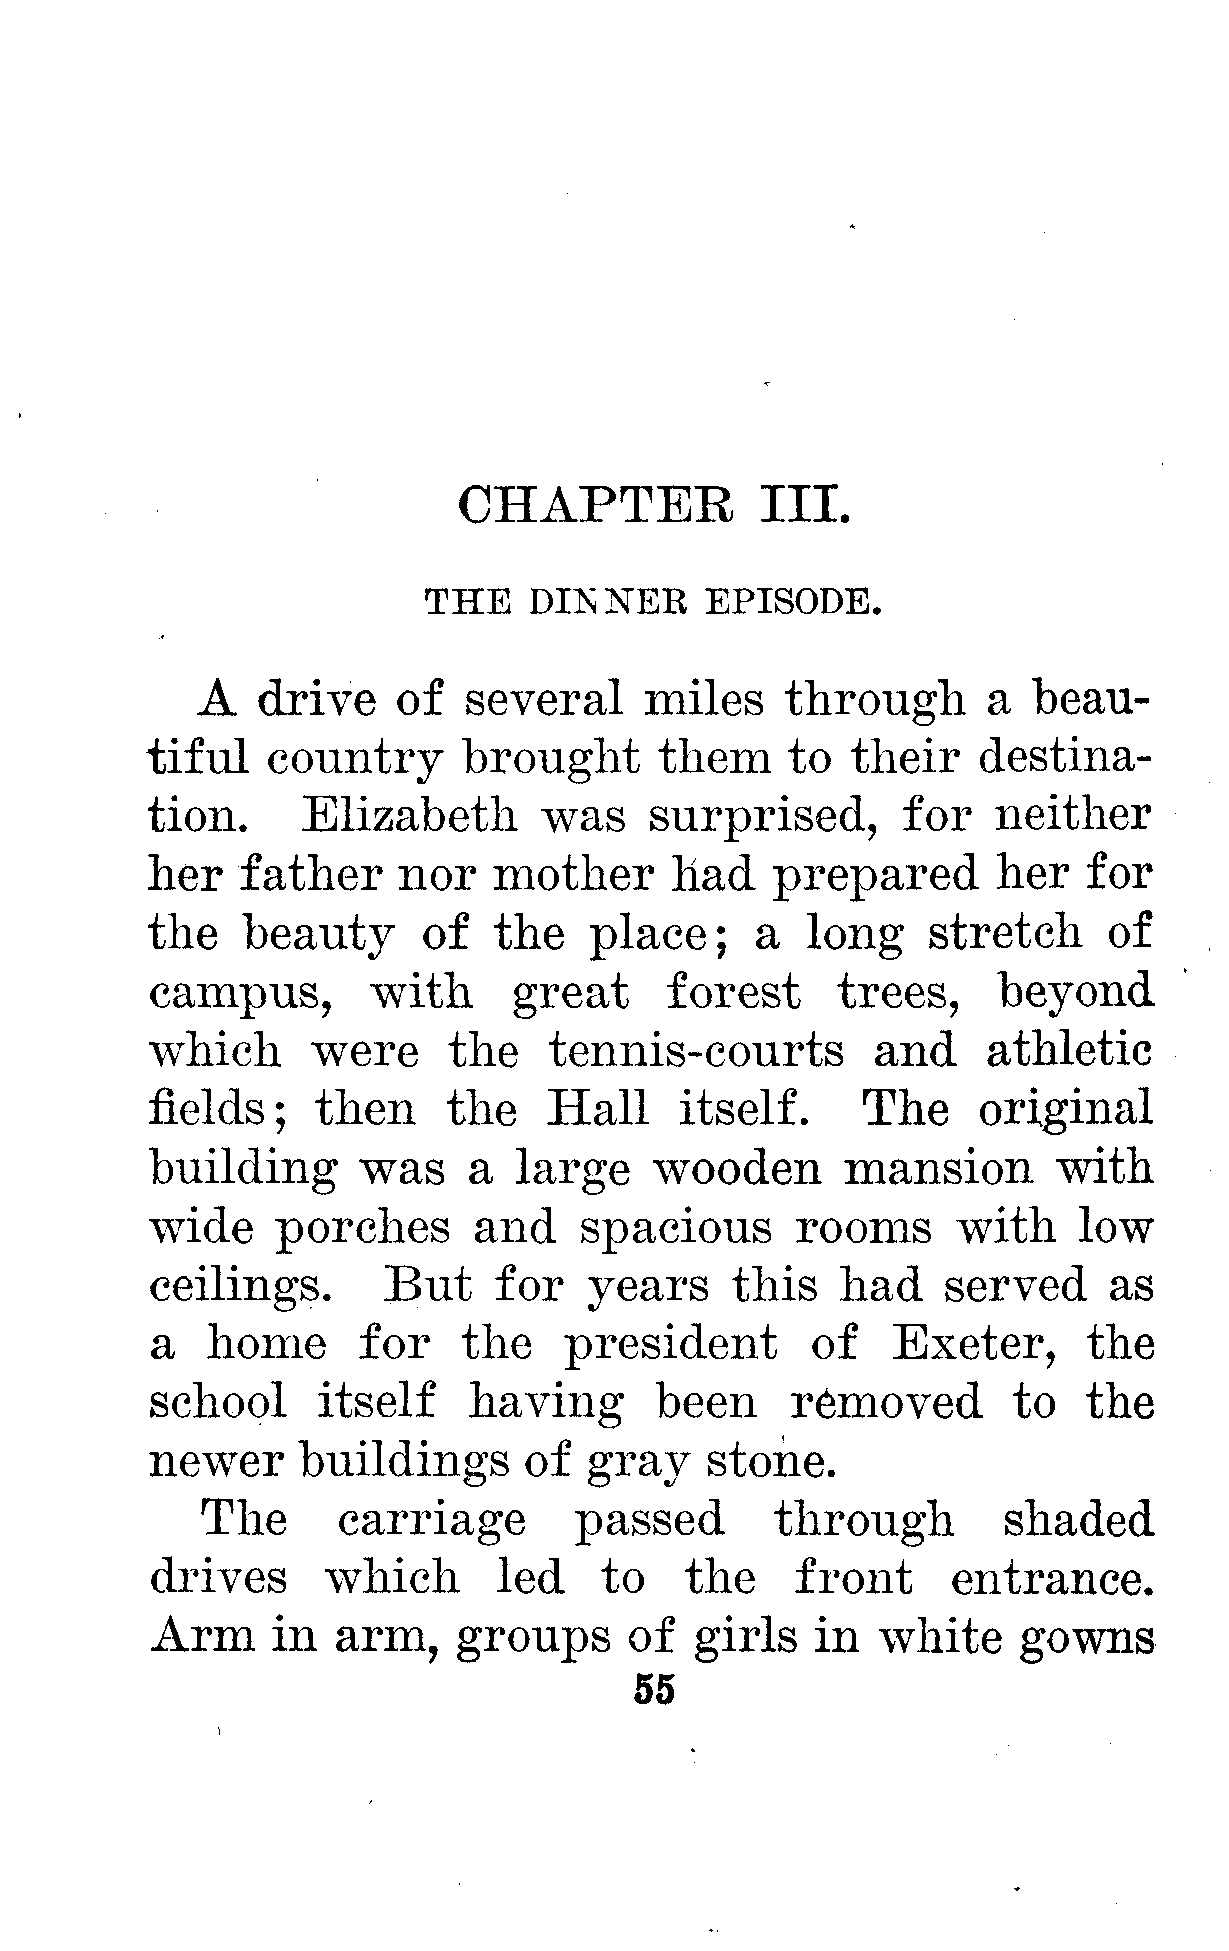 CHAPTER III.
THE DINNER EPISODE.
A drive of several miles through a beau-
tiful country brought them to their destina-
tion. Elizabeth was surprised, for neither
her father nor mother had prepared her for
the beauty of the place; a long stretch of
campus, with great forest trees, beyond
which were the tennis-courts and athletic
fields; then the Hall itself. The original
building was a large wooden mansion with
wide porches and spacious rooms with low
ceilings. But for years this had served as
a home for the president of Exeter, the
school itself having been removed to the
newer buildings of gray stone.
The carriage passed through shaded
drives which led to the front entrance.
Arm in arm, groups of girls in white gowns
55